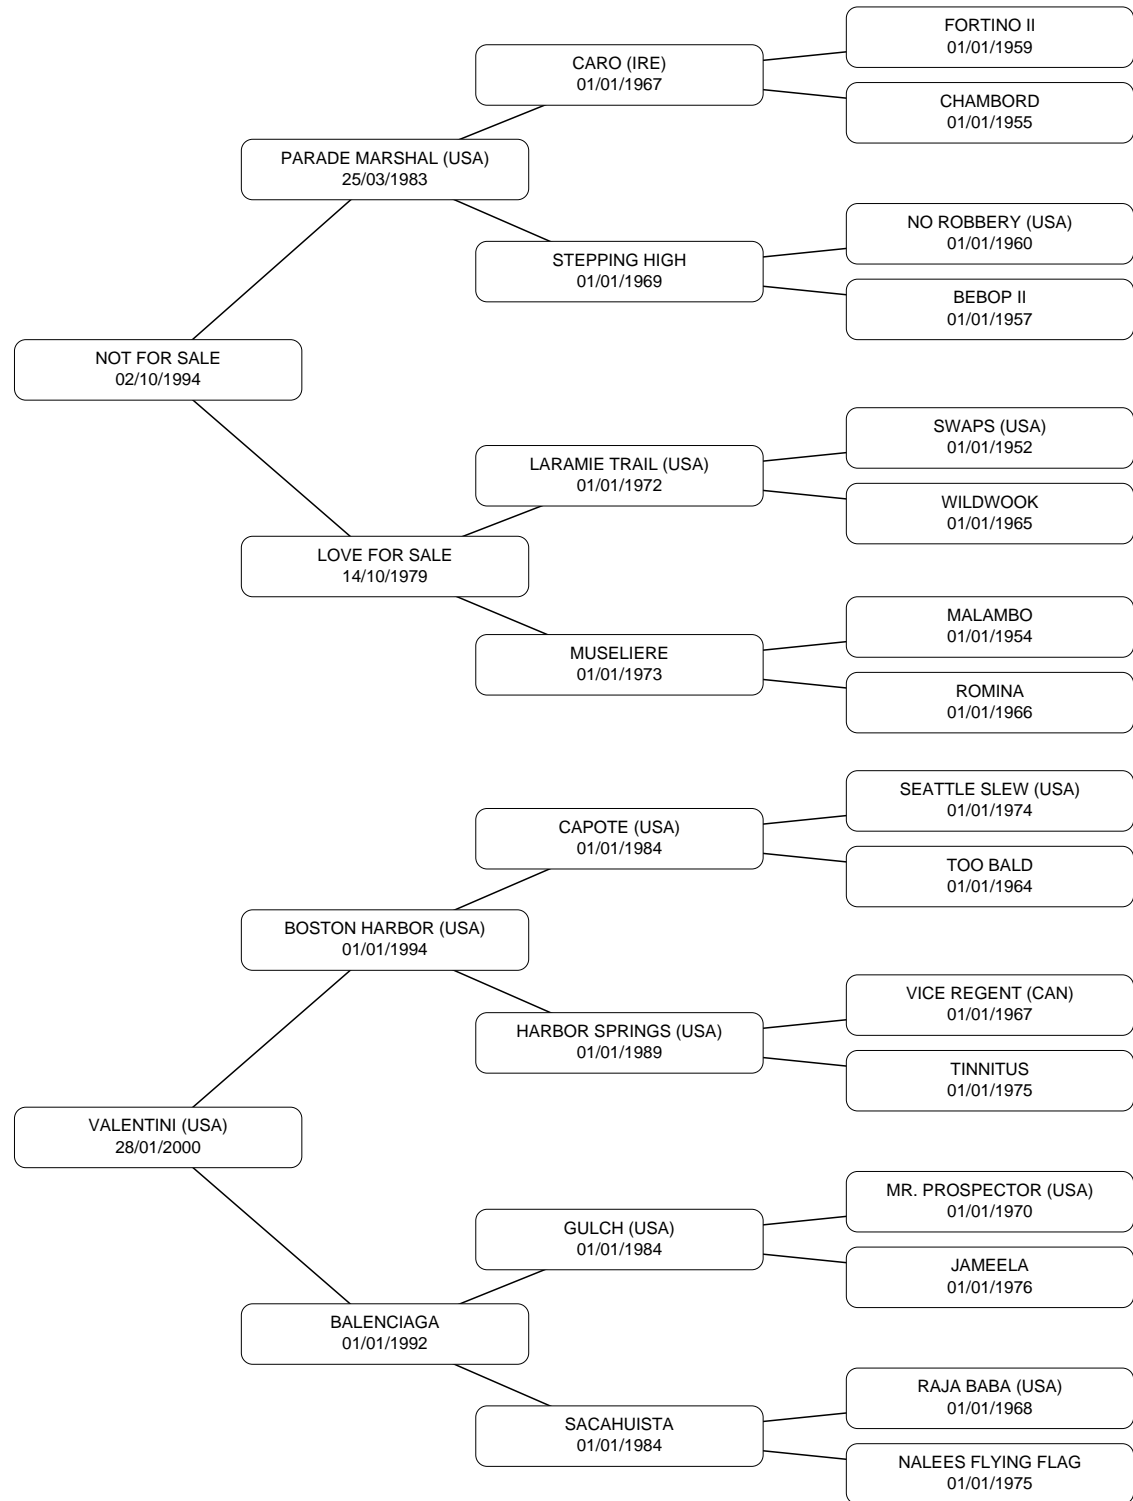 FORTINO II
01/01/1959
CARO (IRE)
01/01/1967
CHAMBORD
01/01/1955
PARADE MARSHAL (USA)
25/03/1983
NO ROBBERY (USA)
01/01/1960
STEPPING HIGH
01/01/1969
BEBOP II
01/01/1957
NOT FOR SALE
02/10/1994
SWAPS (USA)
01/01/1952
LARAMIE TRAIL (USA)
01/01/1972
WILDWOOK
01/01/1965
LOVE FOR SALE
14/10/1979
MALAMBO
01/01/1954
MUSELIERE
01/01/1973
ROMINA
01/01/1966
SEATTLE SLEW (USA)
01/01/1974
CAPOTE (USA)
01/01/1984
TOO BALD
01/01/1964
BOSTON HARBOR (USA)
01/01/1994
VICE REGENT (CAN)
01/01/1967
HARBOR SPRINGS (USA)
01/01/1989
TINNITUS
01/01/1975
VALENTINI (USA)
28/01/2000
MR. PROSPECTOR (USA)
01/01/1970
GULCH (USA)
01/01/1984
JAMEELA
01/01/1976
BALENCIAGA
01/01/1992
RAJA BABA (USA)
01/01/1968
SACAHUISTA
01/01/1984
NALEES FLYING FLAG
01/01/1975